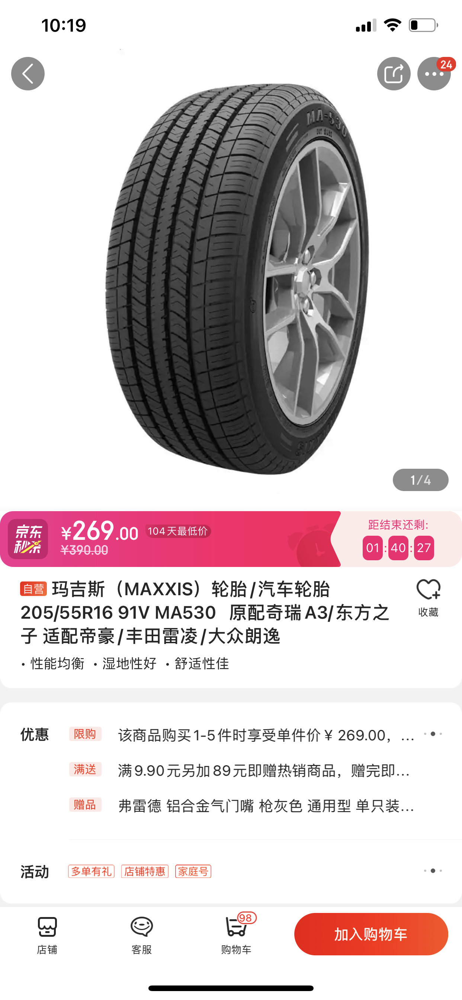 10:19
24
MA-530
1/4
京东
秒杀
¥269.00
104天最低价
¥390.00
距结束还剩:
01:40:27
自营 玛吉斯（MAXXIS）轮胎/汽车轮胎
205/55R16 91V MA530 原配奇瑞A3/东方之
子 适配帝豪/丰田雷凌/大众朗逸
收藏
· 性能均衡 · 湿地性好 · 舒适性佳
优惠
限购 该商品购买1-5件时享受单件价¥ 269.00，...
满送 满9.90元另加89元即赠热销商品，赠完即...
赠品 弗雷德 铝合金气门嘴 枪灰色 通用型 单只装...
活动 多单有礼 店铺特惠 家庭号
98
店铺 客服 购物车 加入购物车